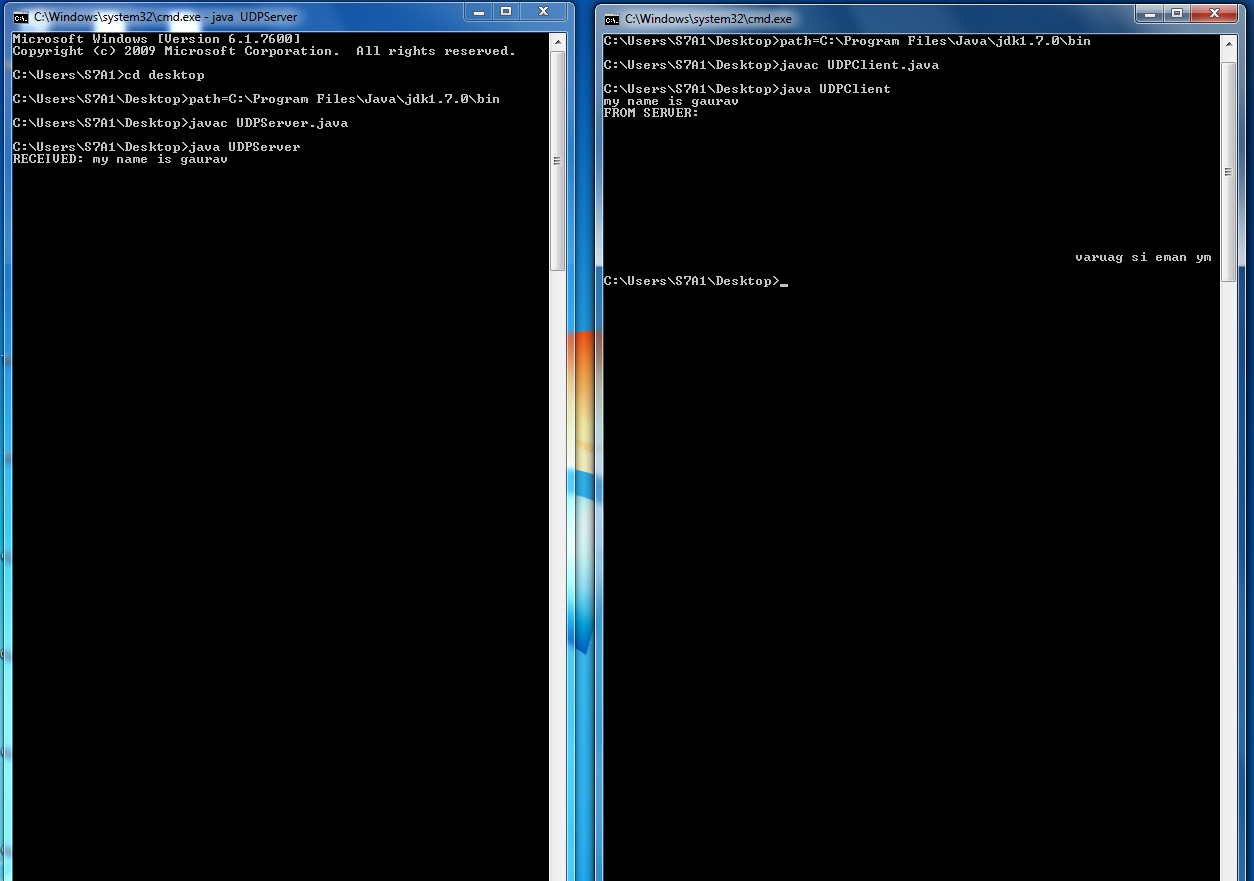 C:\Windows\system32\cmd.exe - java  UDPServer
Microsoft Windows [Version 6.1.7600]
Copyright (c) 2009 Microsoft Corporation.  All rights reserved.
C:\Users\S7A1>cd desktop
C:\Users\S7A1\Desktop>path=C:\Program Files\Java\jdk1.7.0\bin
C:\Users\S7A1\Desktop>javac UDPServer.java
C:\Users\S7A1\Desktop>java UDPServer
RECEIVED: my name is gaurav
C:\Windows\system32\cmd.exe
C:\Users\S7A1\Desktop>path=C:\Program Files\Java\jdk1.7.0\bin
C:\Users\S7A1\Desktop>javac UDPClient.java
C:\Users\S7A1\Desktop>java UDPClient
my name is gaurav
FROM SERVER:
varuag si eman ym
C:\Users\S7A1\Desktop>_